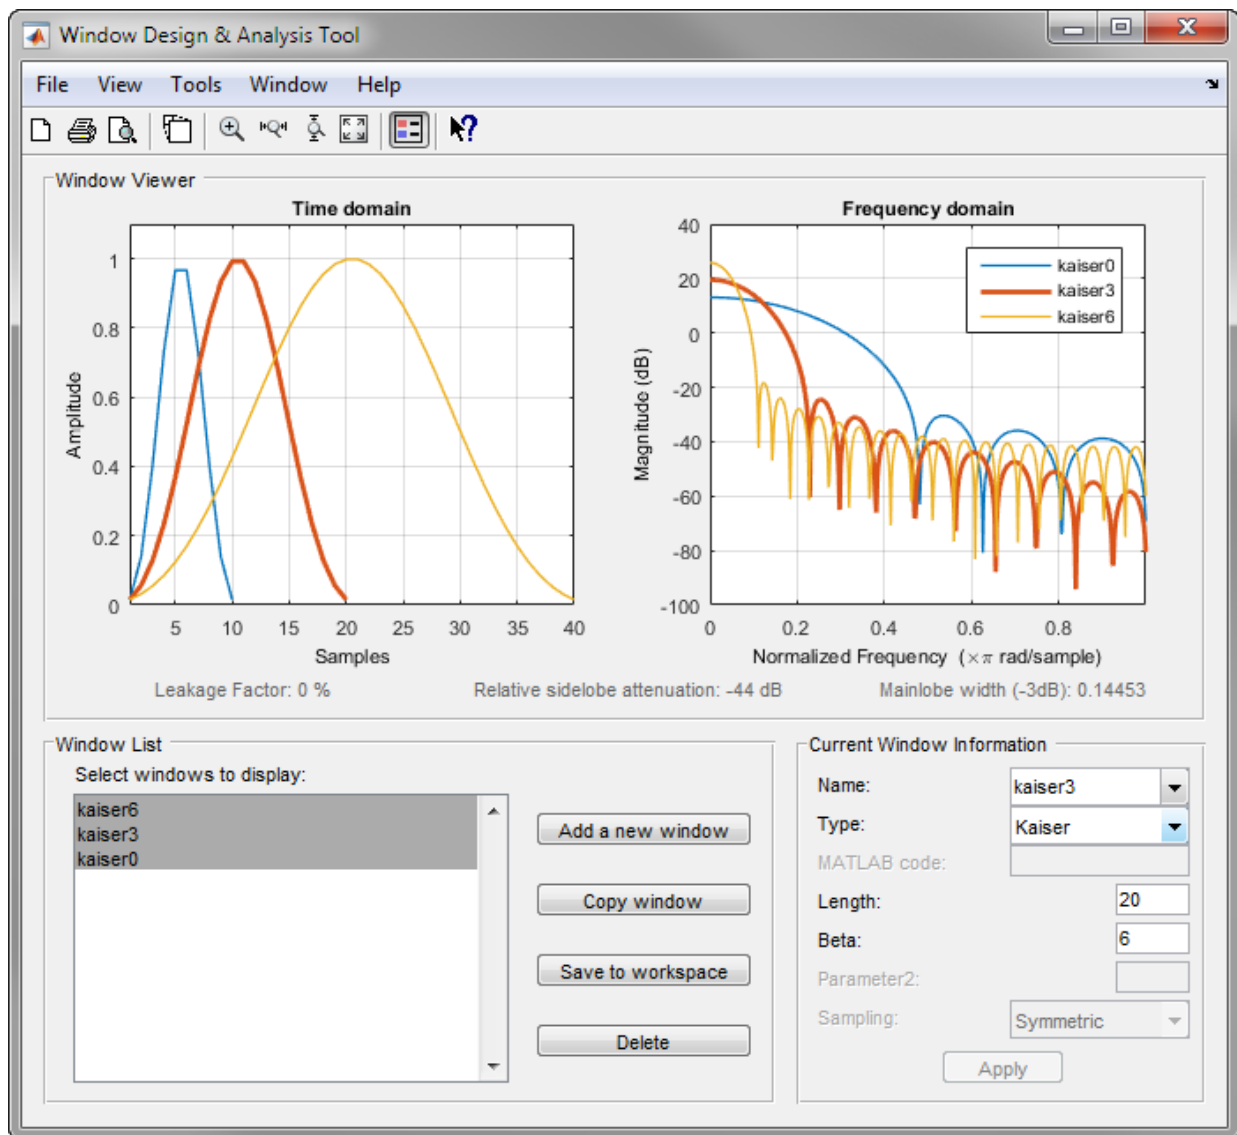 Window Design & Analysis Tool
File View Tools Window Help
Window Viewer
Time domain
Amplitude
1
0.8
0.6
0.4
0.2
0
5 10 15 20 25 30 35 40
Samples
Frequency domain
Magnitude (dB)
40
20
0
-20
-40
-60
-80
-100
kaiser0
kaiser3
kaiser6
0 0.2 0.4 0.6 0.8
Normalized Frequency (×π rad/sample)
Leakage Factor: 0 % Relative sidelobe attenuation: -44 dB Mainlobe width (-3dB): 0.14453
Window List
Select windows to display:
kaiser6
kaiser3
kaiser0
Add a new window
Copy window
Save to workspace
Delete
Current Window Information
Name: kaiser3
Type: Kaiser
MATLAB code:
Length: 20
Beta: 6
Parameter2:
Sampling: Symmetric
Apply